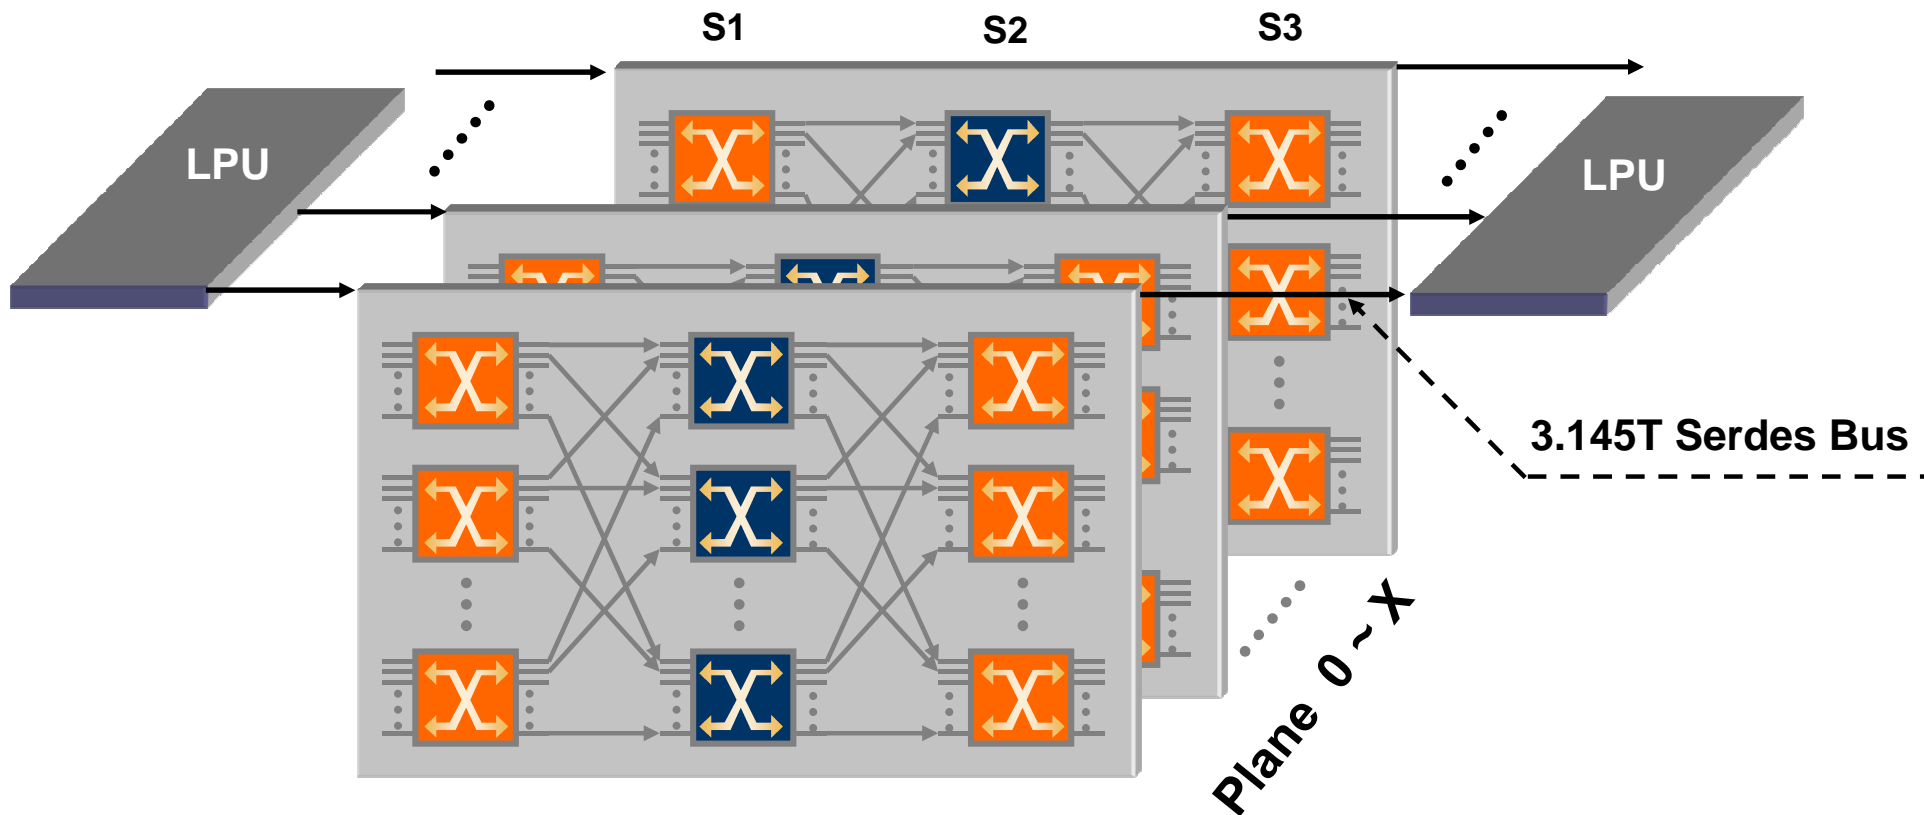 S1 S2 S3
LPU
LPU
3.145T Serdes Bus
Plane 0 ~ X